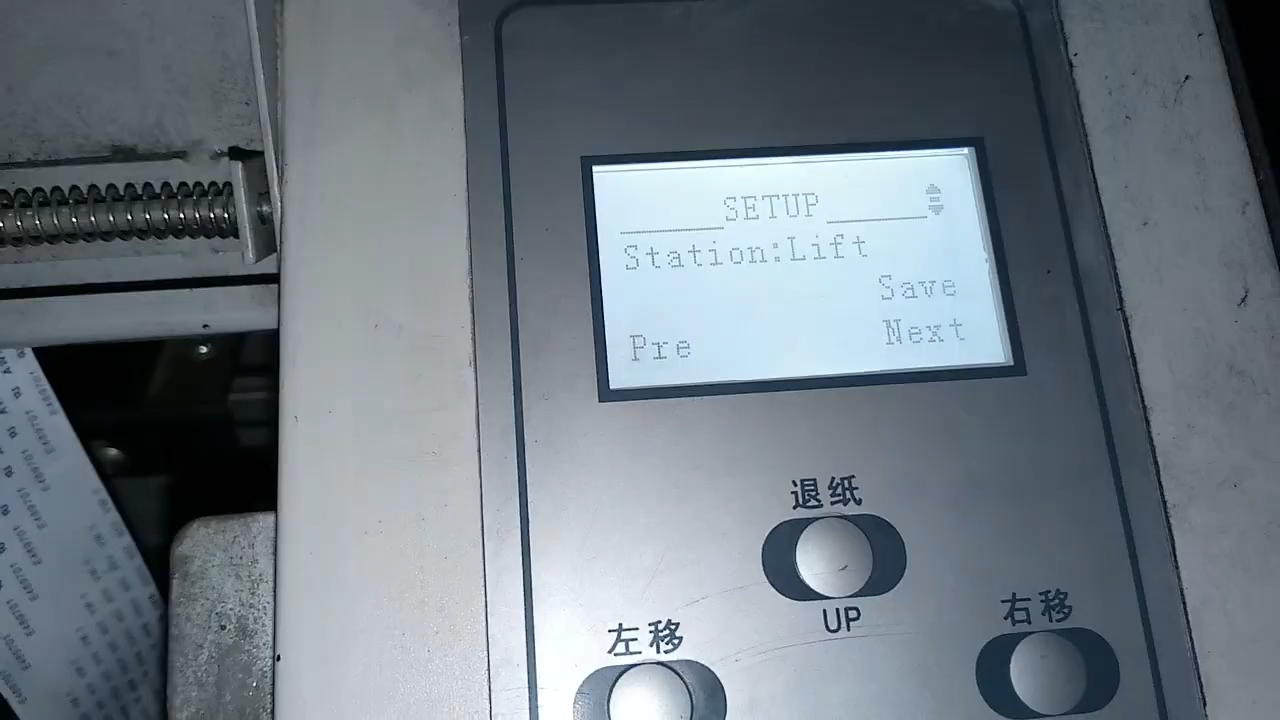 SETUP
Station:Lift
Save
Pre
Next
退纸
UP
左移
右移